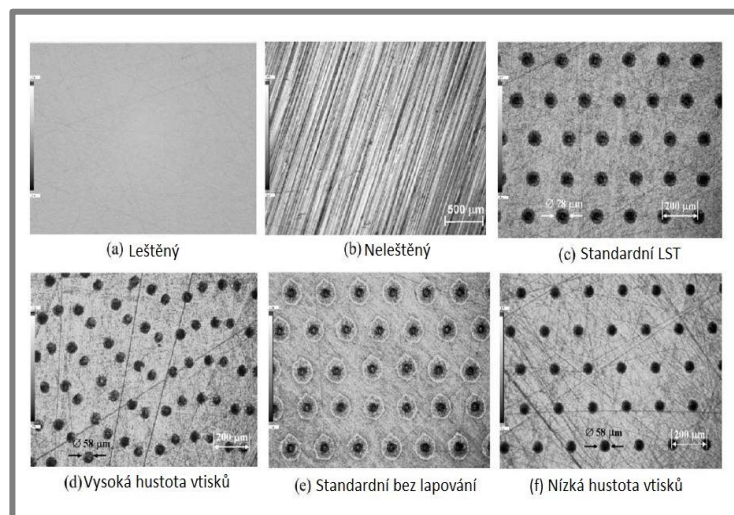 500 µm
Ø 78 µm
200 µm
(a) Leštěný
(b) Neleštěný
(c) Standardní LST
Ø 58 µm
200 µm
Ø 58 µm
200 µm
(d) Vysoká hustota vtisků
(e) Standardní bez lapování
(f) Nízká hustota vtisků